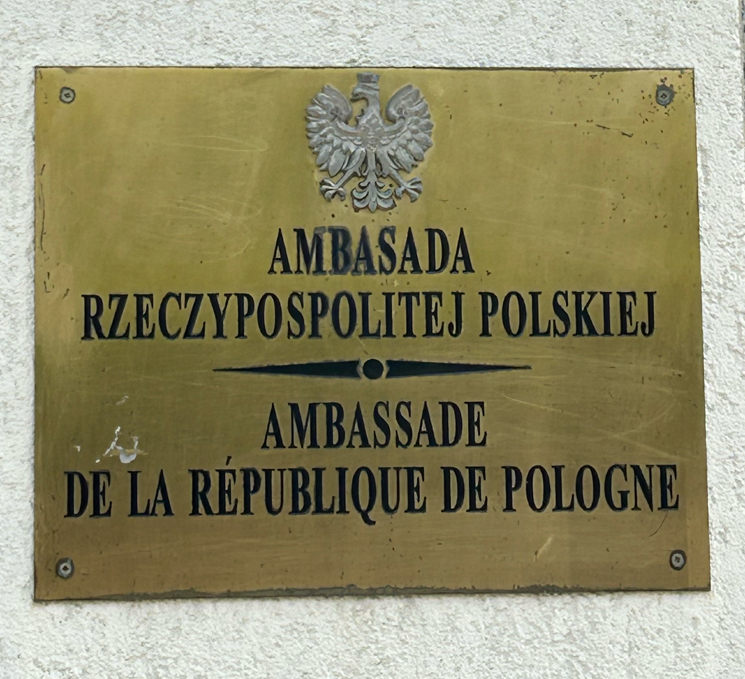 AMBASADA
RZECZYPOSPOLITEJ POLSKIEJ
AMBASSADE
DE LA RÉPUBLIQUE DE POLOGNE